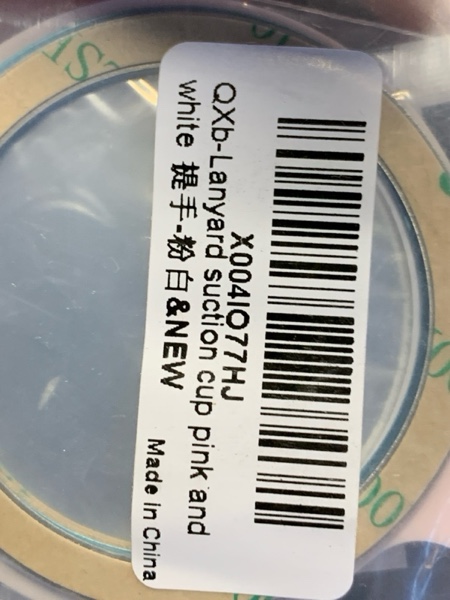 X004IO77HJ
QXb-Lanyard suction cup pink and
white 提手-粉白&NEW
Made in China